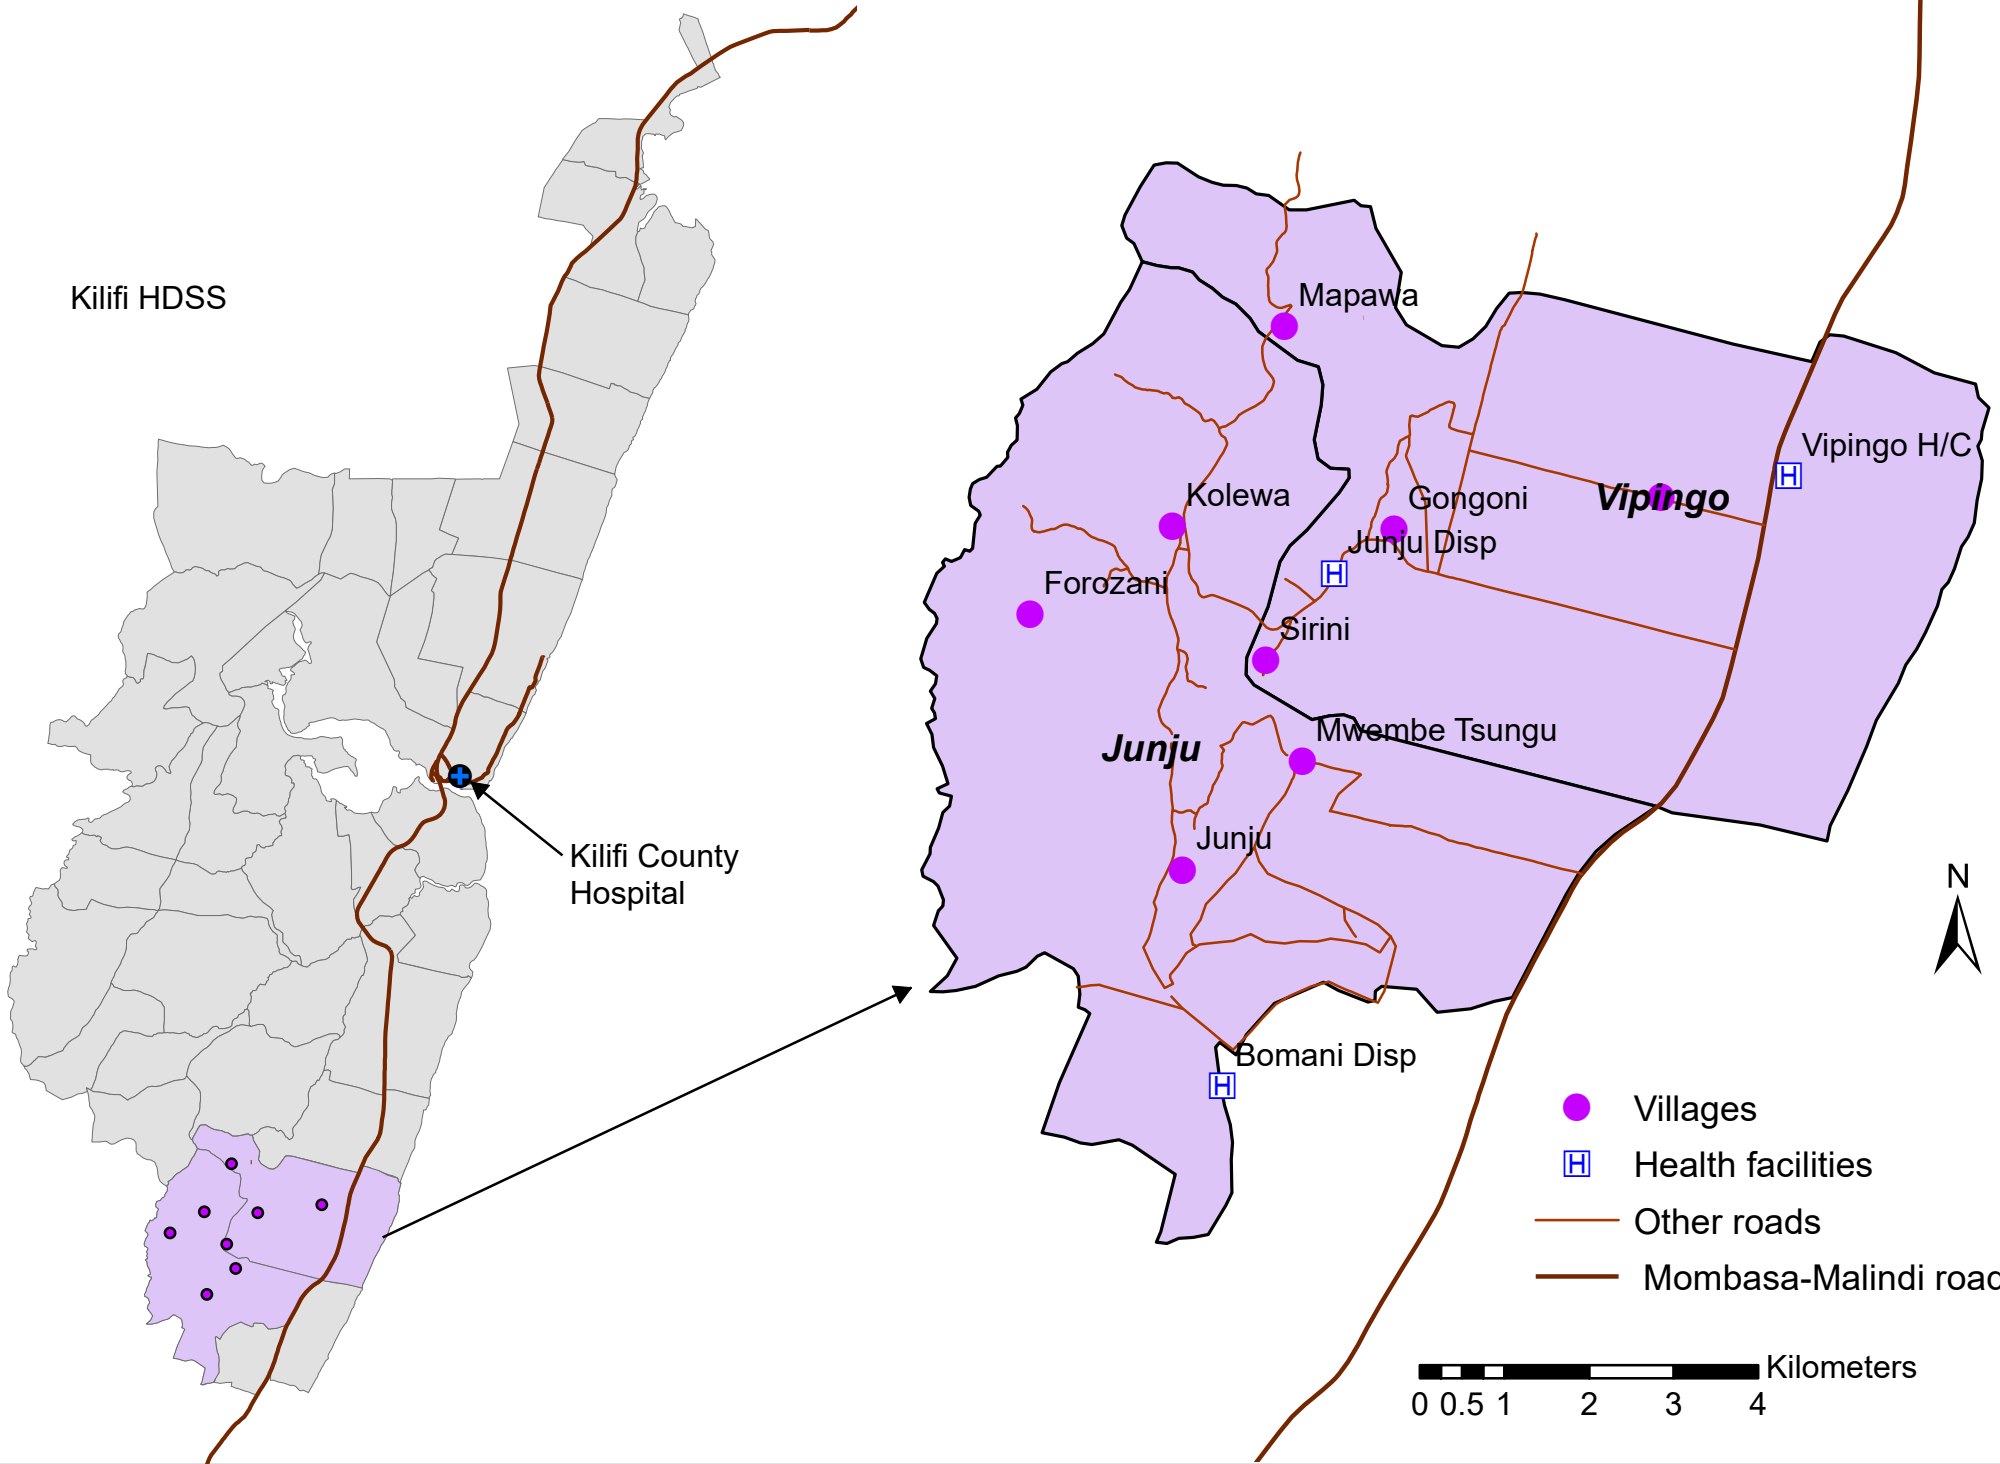 Kilifi HDSS
Kilifi County
Hospital
Mapawa
Vipingo H/C
H
Kolewa
Gongoni
Vipingo
Junju Disp
H
Forozani
Sirini
Mwembe Tsungu
Junju
Junju
Bomani Disp
H
N
Villages
H Health facilities
Other roads
Mombasa-Malindi road
Kilometers
0 0.5 1 2 3 4